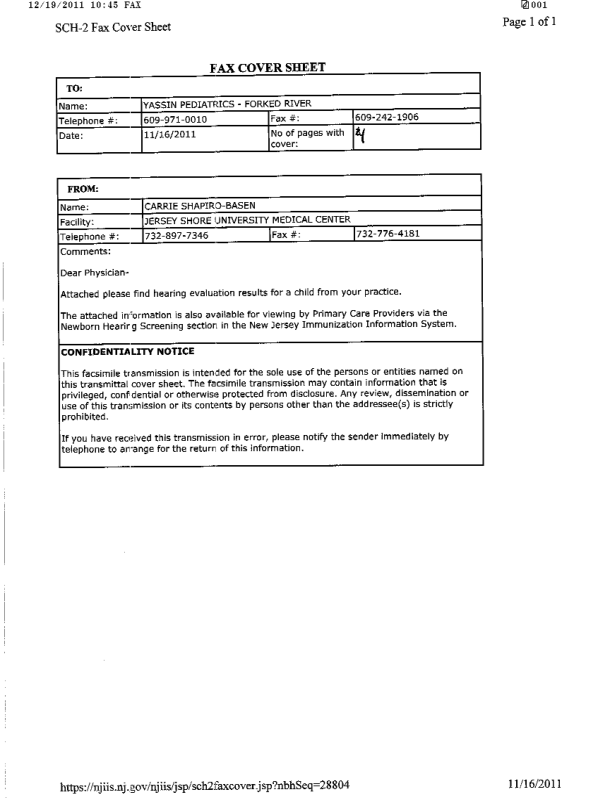 12/19/2011 10:45 FAX 001
SCH-2 Fax Cover Sheet Page 1 of 1
FAX COVER SHEET
TO:
Name: YASSIN PEDIATRICS - FORKED RIVER
Telephone #: 609-971-0010 Fax #: 609-242-1906
Date: 11/16/2011 No of pages with
cover: 4
FROM:
Name: CARRIE SHAPIRO-BASEN
Facility: JERSEY SHORE UNIVERSITY MEDICAL CENTER
Telephone #: 732-897-7346 Fax #: 732-776-4181
Comments:
Dear Physician-
Attached please find hearing evaluation results for a child from your practice.
The attached information is also available for viewing by Primary Care Providers via the
Newborn Hearing Screening section in the New Jersey Immunization Information System.
CONFIDENTIALITY NOTICE
This facsimile transmission is intended for the sole use of the persons or entities named on
this transmittal cover sheet. The facsimile transmission may contain information that is
privileged, confidential or otherwise protected from disclosure. Any review, dissemination or
use of this transmission or its contents by persons other than the addressee(s) is strictly
prohibited.
If you have received this transmission in error, please notify the sender immediately by
telephone to arrange for the return of this information.
https://njiis.nj.gov/njiis/jsp/sch2faxcover.jsp?nbhSeq=28804 11/16/2011